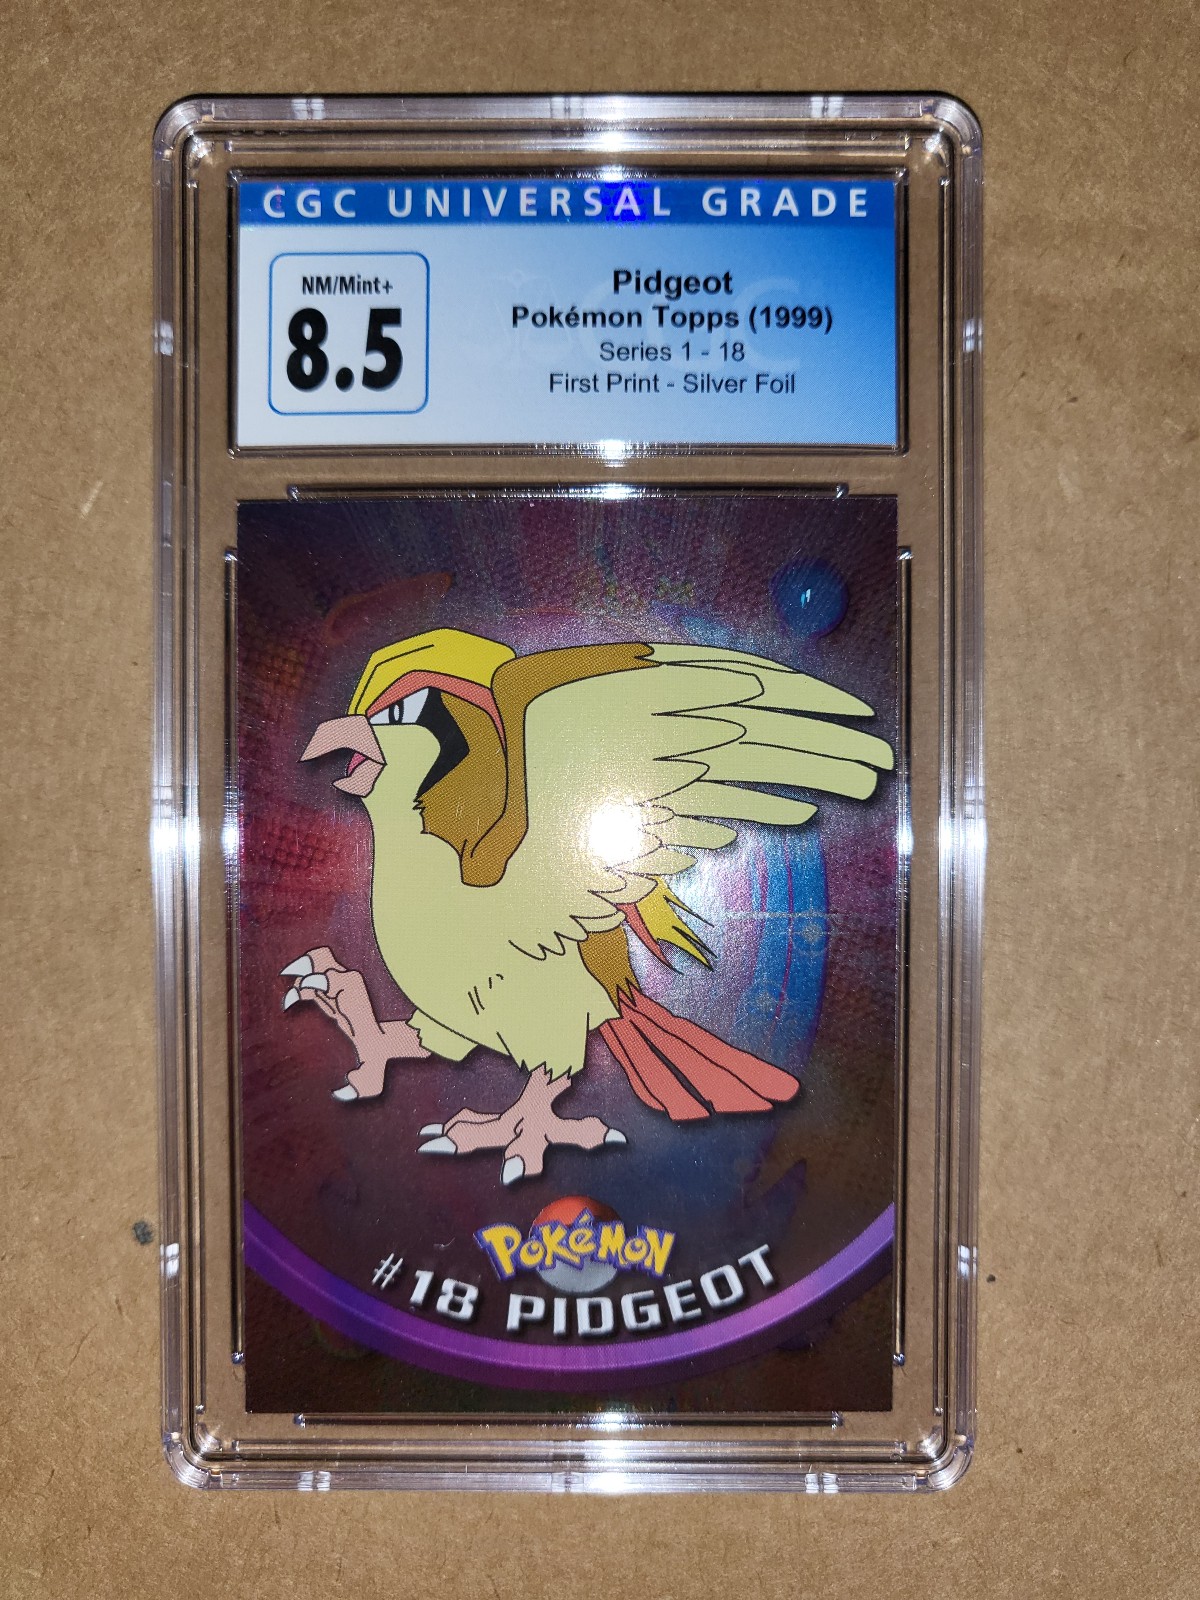 CGC UNIVERSAL GRADE
NM/Mint+
8.5
Pidgeot
Pokémon Topps (1999)
Series 1 - 18
First Print - Silver Foil
POKéMON
#18 PIDGEOT